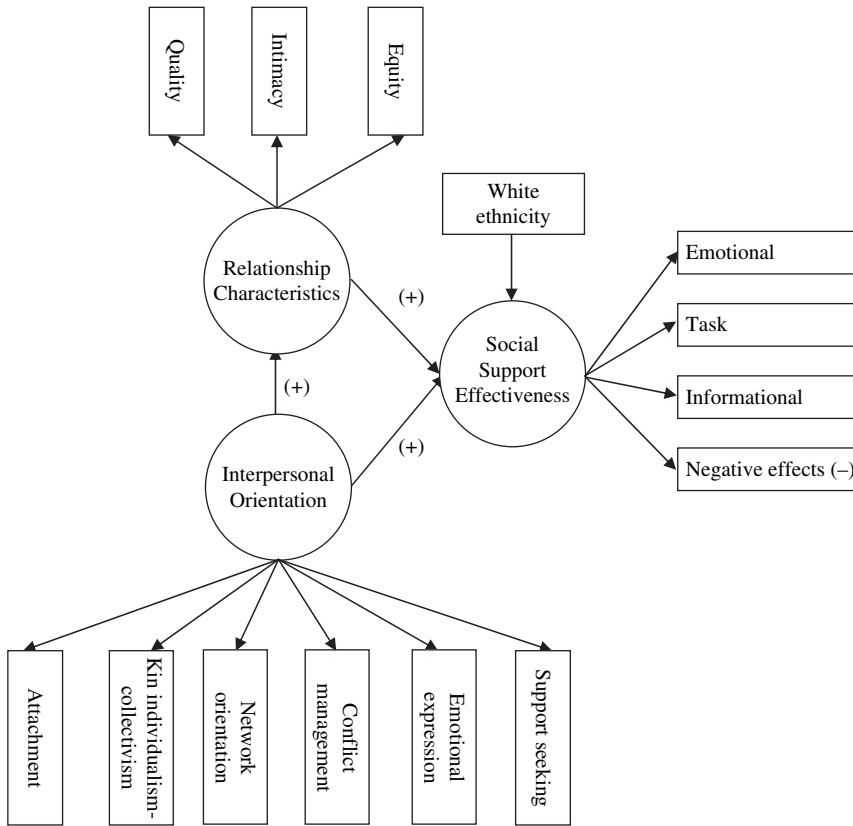 Quality
Intimacy
Equity
White
ethnicity
Relationship
Characteristics
(+)
Social
Support
Effectiveness
Emotional
Task
Informational
Negative effects (–)
(+)
(+)
Interpersonal
Orientation
Attachment
Kin individualism-
collectivism
Network
orientation
Conflict
management
Emotional
expression
Support seeking